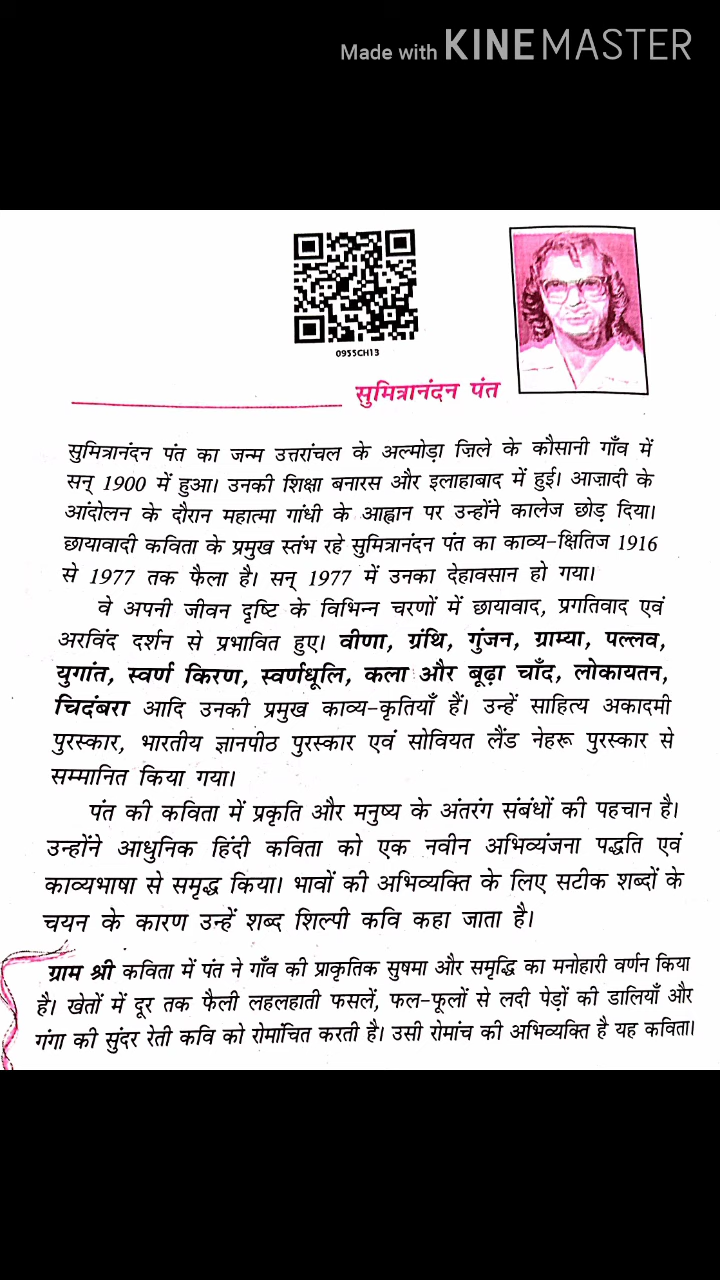 Made with KINEMASTER
0955CH13
सुमित्रानंदन पंत
सुमित्रानंदन पंत का जन्म उत्तरांचल के अल्मोड़ा जिले के कौसानी गाँव में
सन् 1900 में हुआ। उनकी शिक्षा बनारस और इलाहाबाद में हुई। आज़ादी के
आंदोलन के दौरान महात्मा गांधी के आह्वान पर उन्होंने कालेज छोड़ दिया।
छायावादी कविता के प्रमुख स्तंभ रहे सुमित्रानंदन पंत का काव्य-क्षितिज 1916
से 1977 तक फैला है। सन् 1977 में उनका देहावसान हो गया।
वे अपनी जीवन दृष्टि के विभिन्न चरणों में छायावाद, प्रगतिवाद एवं
अरविंद दर्शन से प्रभावित हुए। वीणा, ग्रंथि, गुंजन, ग्राम्या, पल्लव,
युगांत, स्वर्ण किरण, स्वर्णधूलि, कला और बूढ़ा चाँद, लोकायतन,
चिदंबरा आदि उनकी प्रमुख काव्य-कृतियाँ हैं। उन्हें साहित्य अकादमी
पुरस्कार, भारतीय ज्ञानपीठ पुरस्कार एवं सोवियत लैंड नेहरू पुरस्कार से
सम्मानित किया गया।
पंत की कविता में प्रकृति और मनुष्य के अंतरंग संबंधों की पहचान है।
उन्होंने आधुनिक हिंदी कविता को एक नवीन अभिव्यंजना पद्धति एवं
काव्यभाषा से समृद्ध किया। भावों की अभिव्यक्ति के लिए सटीक शब्दों के
चयन के कारण उन्हें शब्द शिल्पी कवि कहा जाता है।
ग्राम श्री कविता में पंत ने गाँव की प्राकृतिक सुषमा और समृद्धि का मनोहारी वर्णन किया
है। खेतों में दूर तक फैली लहलहाती फसलें, फल-फूलों से लदी पेड़ों की डालियाँ और
गंगा की सुंदर रेती कवि को रोमांचित करती है। उसी रोमांच की अभिव्यक्ति है यह कविता।